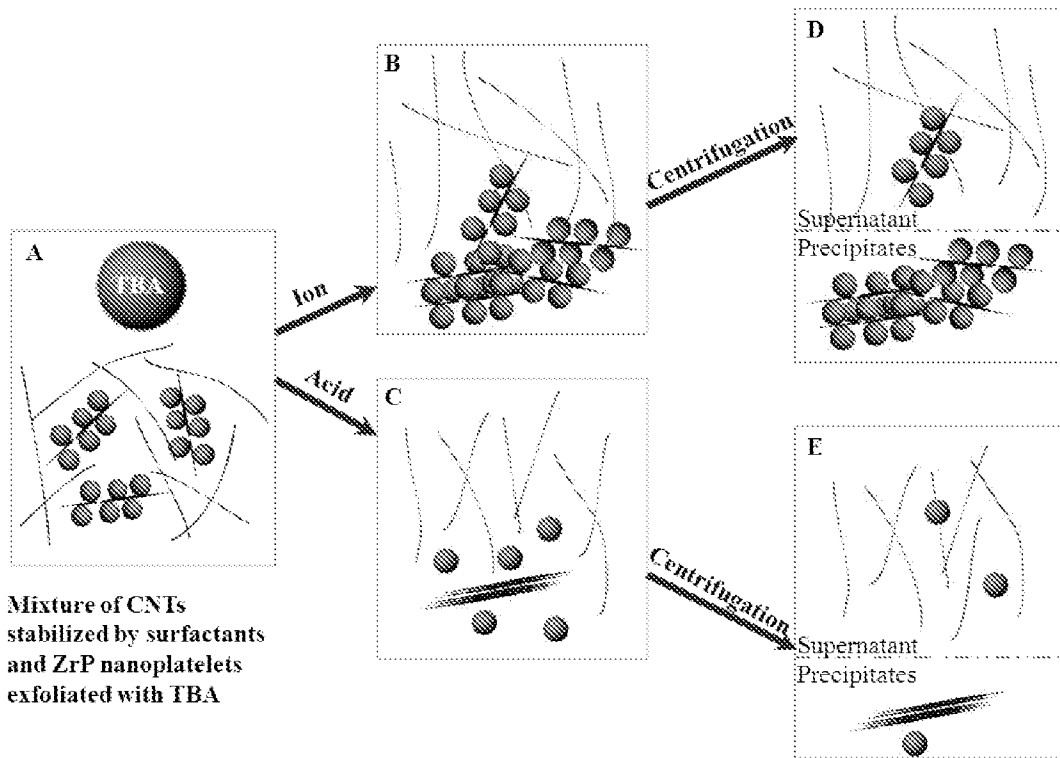 A
TBA
Mixture of CNTs
stabilized by surfactants
and ZrP nanoplatelets
exfoliated with TBA
Ion
Acid
B
C
Centrifugation
Centrifugation
D
Supernatant
Precipitates
E
Supernatant
Precipitates